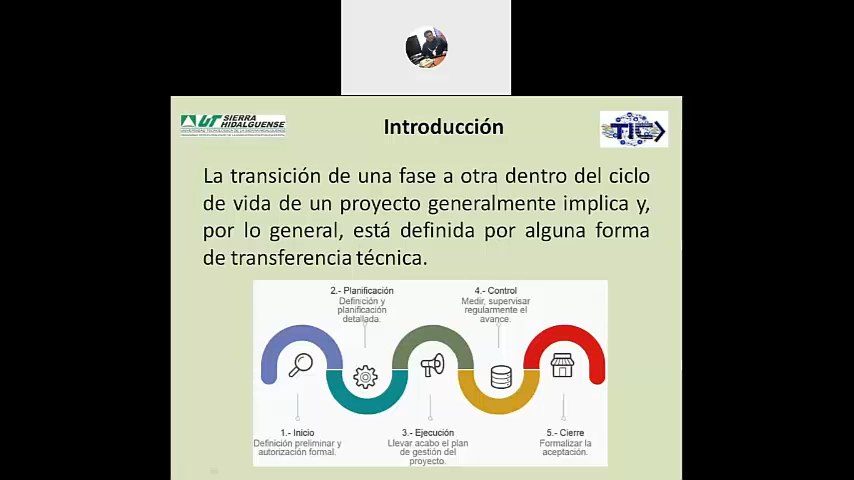 UT SIERRA
HIDALGUENSE
Introducción
TIC
La transición de una fase a otra dentro del ciclo
de vida de un proyecto generalmente implica y,
por lo general, está definida por alguna forma
de transferencia técnica.
2.- Planificación
Definición y
planificación
detallada.
4.- Control
Medir, supervisar
regularmente el
avance.
1.- Inicio
Definición preliminar y
autorización formal.
3.- Ejecución
Llevar acabo el plan
de gestión del
proyecto.
5.- Cierre
Formalizar la
aceptación.